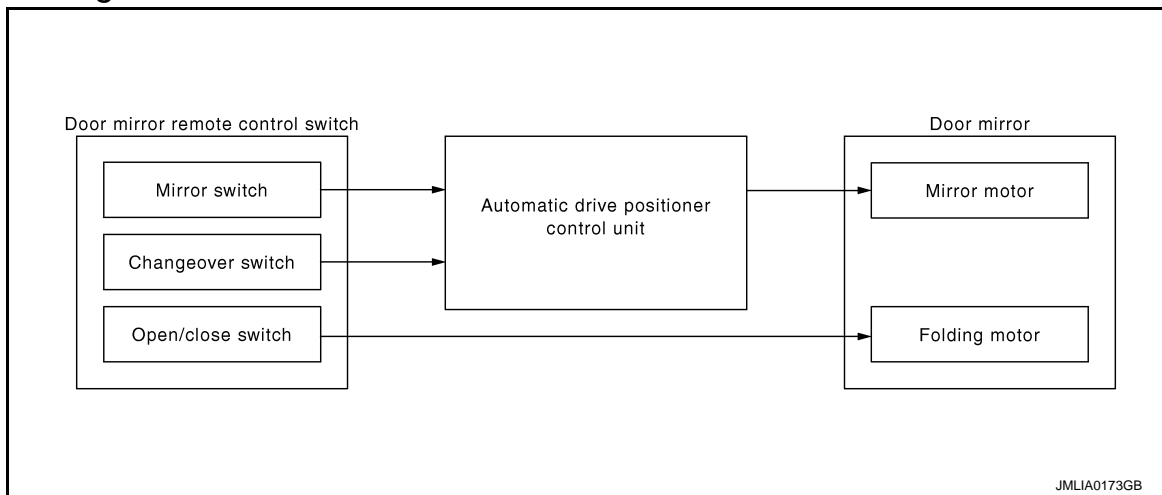 Door mirror remote control switch
Mirror switch
Changeover switch
Open/close switch
Automatic drive positioner
control unit
Door mirror
Mirror motor
Folding motor
JMLIA0173GB